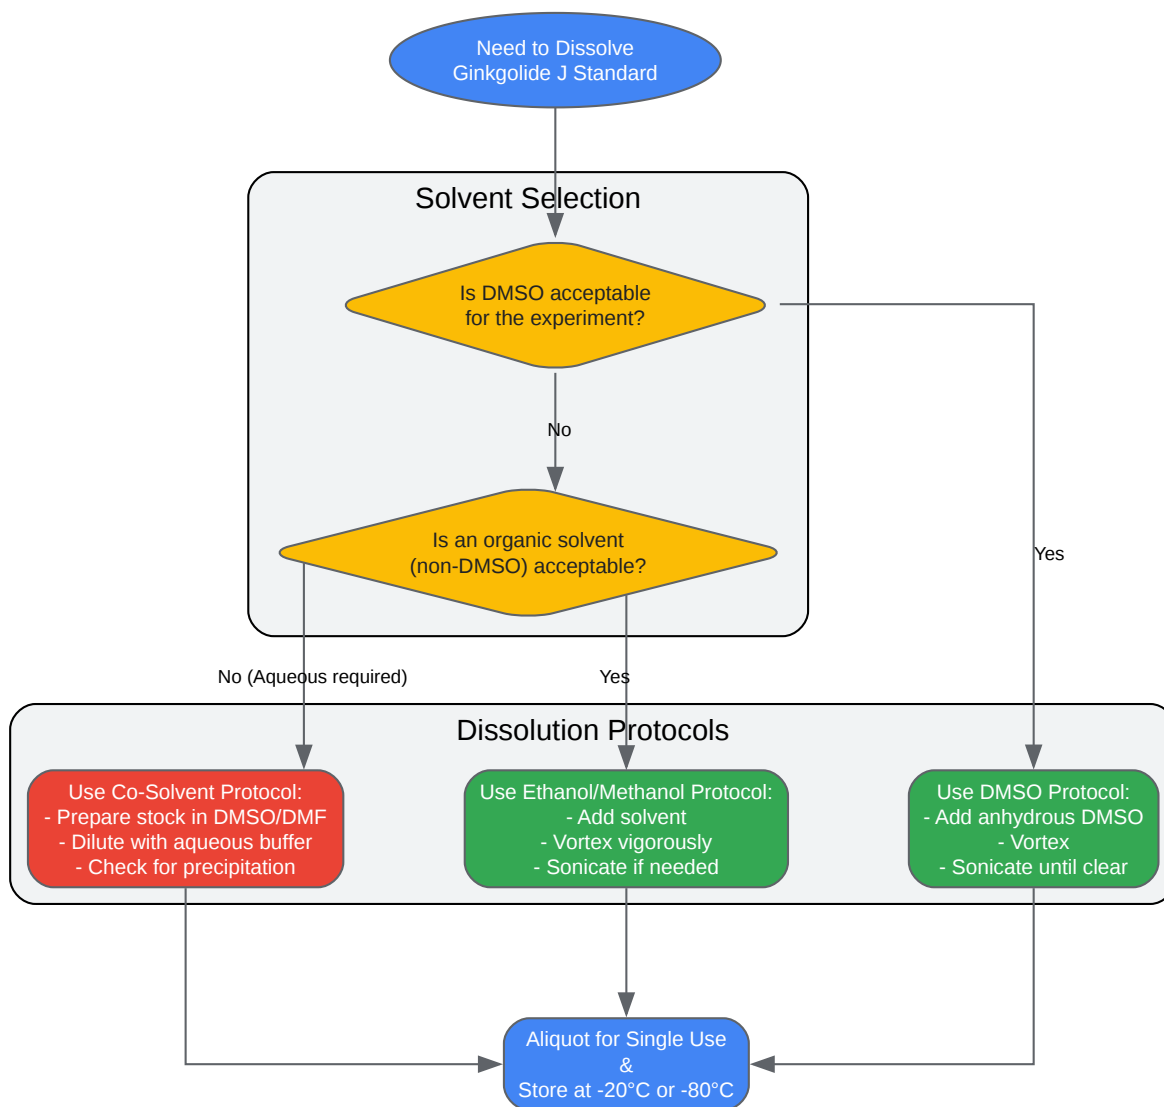 Need to Dissolve
Ginkgolide J Standard
Solvent Selection
Is DMSO acceptable
for the experiment?
No
Is an organic solvent
(non-DMSO) acceptable?
Yes
No (Aqueous required)
Yes
Dissolution Protocols
Use Co-Solvent Protocol:
- Prepare stock in DMSO/DMF
- Dilute with aqueous buffer
- Check for precipitation
Use Ethanol/Methanol Protocol:
- Add solvent
- Vortex vigorously
- Sonicate if needed
Use DMSO Protocol:
- Add anhydrous DMSO
- Vortex
- Sonicate until clear
Aliquot for Single Use
&
Store at -20°C or -80°C